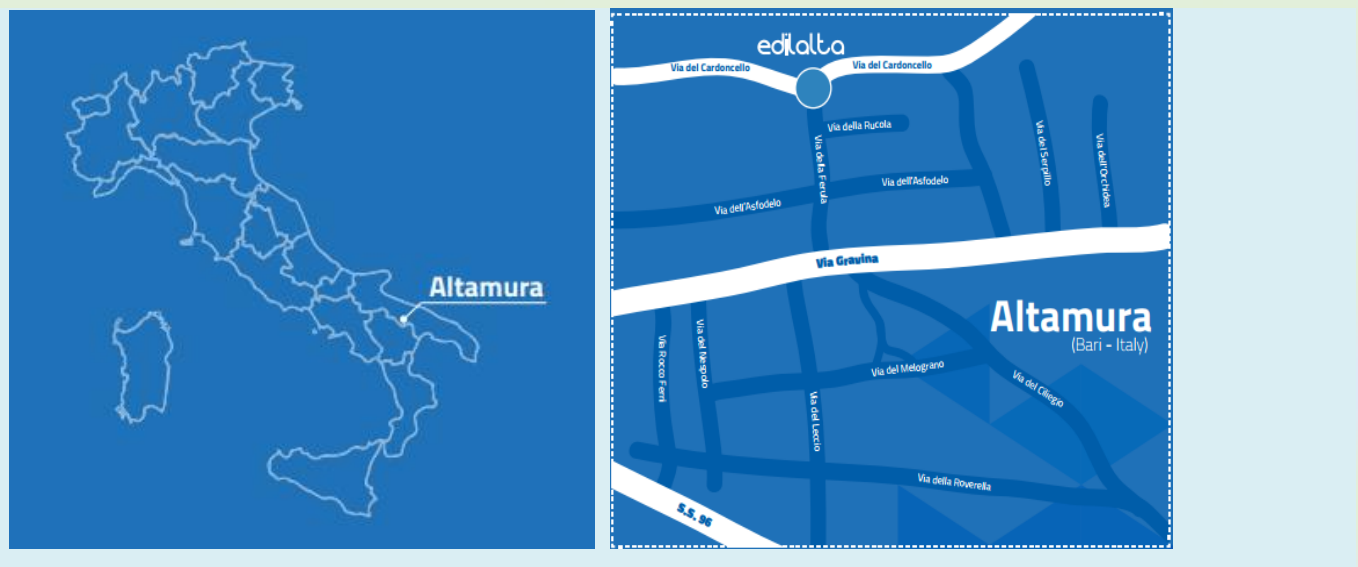 Altamura
edilalta
Via del Cardoncello
Via del Cardoncello
Via della Rucola
Via della Ferula
Via del Serpillo
Via dell'Orchidea
Via dell'Asfodelo
Via dell'Asfodelo
Via Gravina
Altamura
(Bari - Italy)
Via Rocco Ferri
Via del Nespolo
Via del Melograno
Via del Ciliegio
Via del Leccio
Via della Roverella
S.S. 96